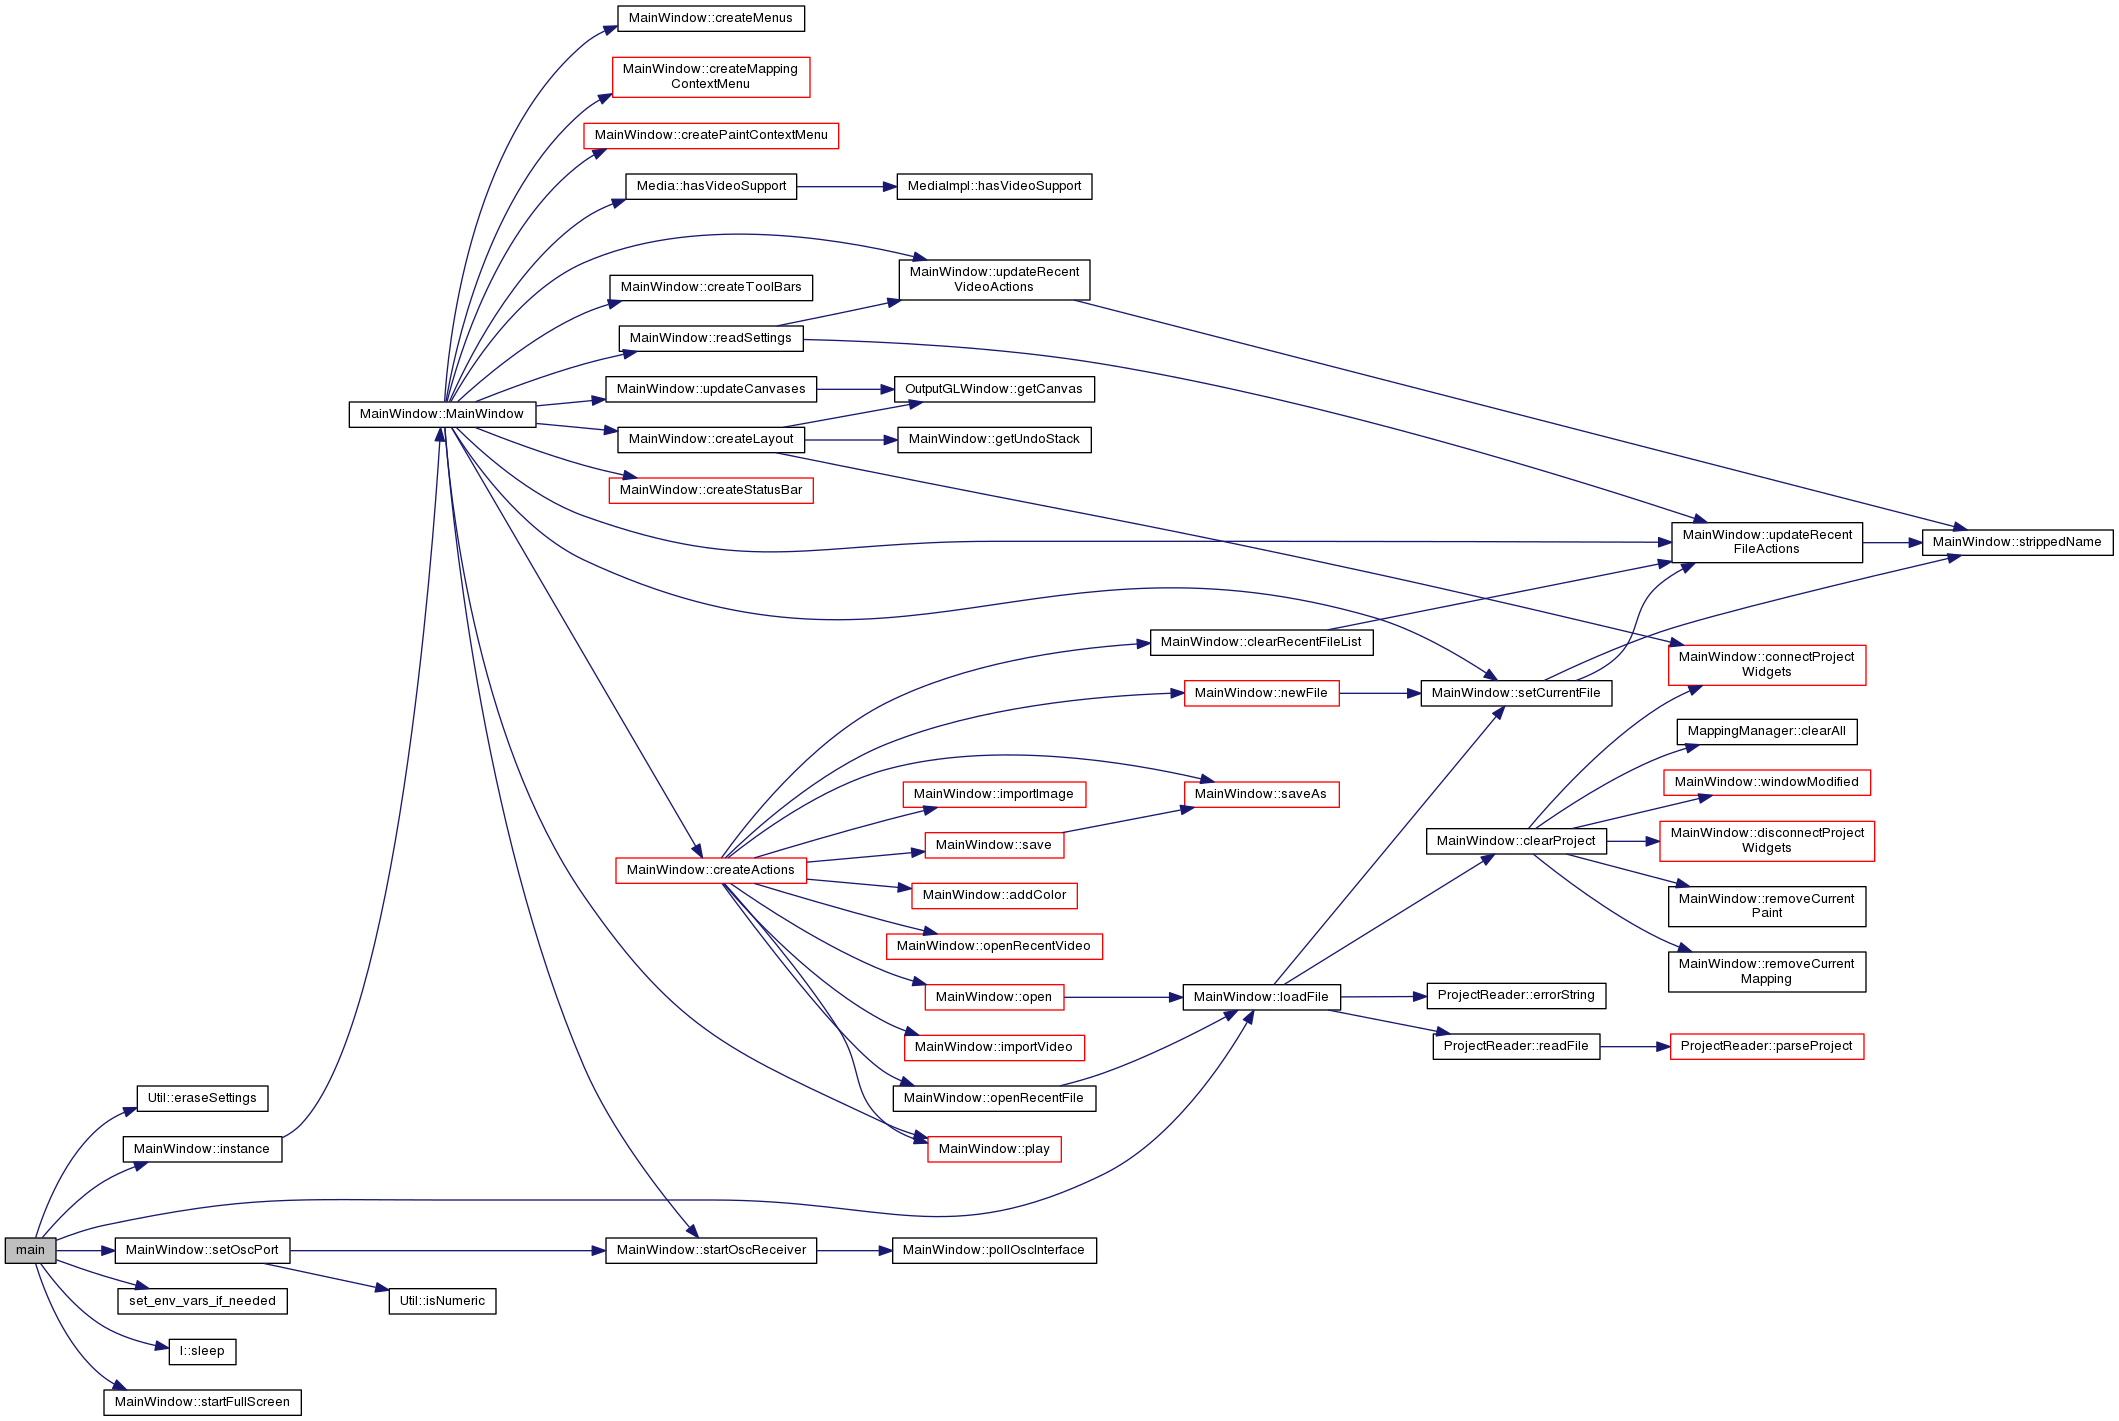 MainWindow::createMenus
MainWindow::createMapping
ContextMenu
MainWindow::createPaintContextMenu
Media::hasVideoSupport
MediaImpl::hasVideoSupport
MainWindow::updateRecent
VideoActions
MainWindow::createToolBars
MainWindow::readSettings
MainWindow::updateCanvases
OutputGLWindow::getCanvas
MainWindow::MainWindow
MainWindow::createLayout
MainWindow::getUndoStack
MainWindow::createStatusBar
MainWindow::updateRecent
FileActions
MainWindow::strippedName
MainWindow::clearRecentFileList
MainWindow::connectProject
Widgets
MainWindow::newFile
MainWindow::setCurrentFile
MappingManager::clearAll
MainWindow::importImage
MainWindow::saveAs
MainWindow::windowModified
MainWindow::save
MainWindow::clearProject
MainWindow::disconnectProject
Widgets
MainWindow::createActions
MainWindow::addColor
MainWindow::removeCurrent
Paint
MainWindow::openRecentVideo
MainWindow::removeCurrent
Mapping
MainWindow::open
MainWindow::loadFile
ProjectReader::errorString
MainWindow::importVideo
ProjectReader::readFile
ProjectReader::parseProject
Util::eraseSettings
MainWindow::openRecentFile
MainWindow::instance
MainWindow::play
main
MainWindow::setOscPort
MainWindow::startOscReceiver
MainWindow::pollOscInterface
set_env_vars_if_needed
Util::isNumeric
I::sleep
MainWindow::startFullScreen